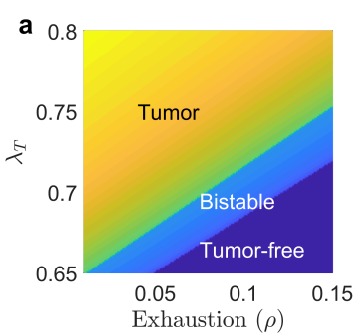 a
0.8
0.75
0.7
0.65
λ_T
Tumor
Bistable
Tumor-free
0.05
0.1
0.15
Exhaustion (ρ)